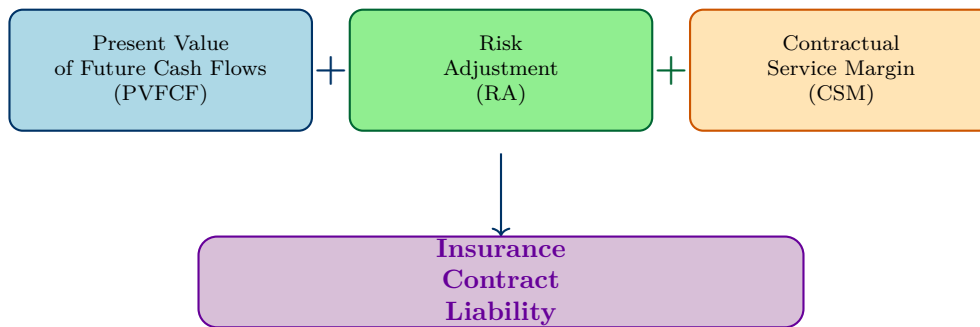 Present Value
of Future Cash Flows
(PVFCF)
+
Risk
Adjustment
(RA)
+
Contractual
Service Margin
(CSM)
Insurance
Contract
Liability